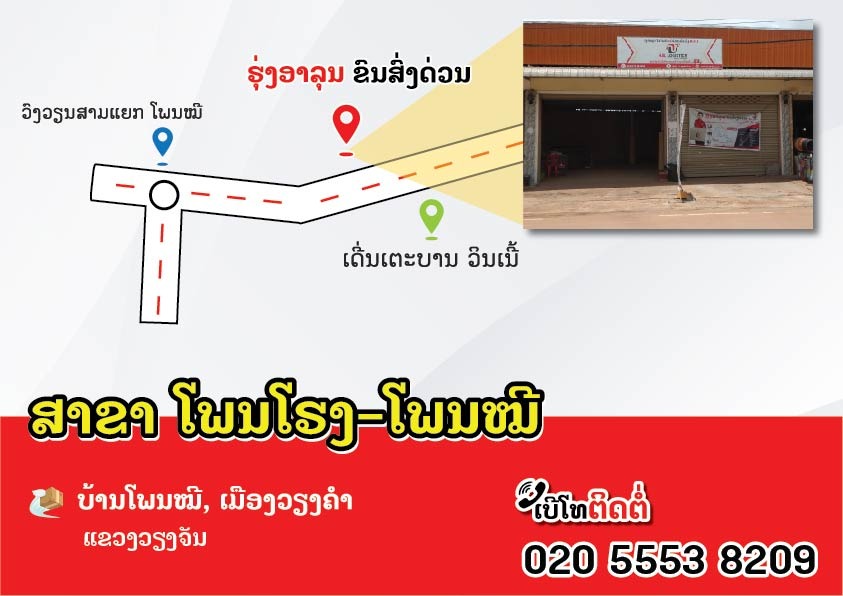 ຮຸ່ງອາລຸນ ຂົນສົ່ງດ່ວນ
ວົງວຽນສາມແຍກ ໂພນໝີ
ເດີ່ນເຕະບານ ວິນເນີ້
ສາຂາ ໂພນໂຮງ-ໂພນໝີ
ບ້ານໂພນໝີ, ເມືອງວຽງຄຳ
ແຂວງວຽງຈັນ
ເບີໂທຕິດຕໍ່
020 5553 8209